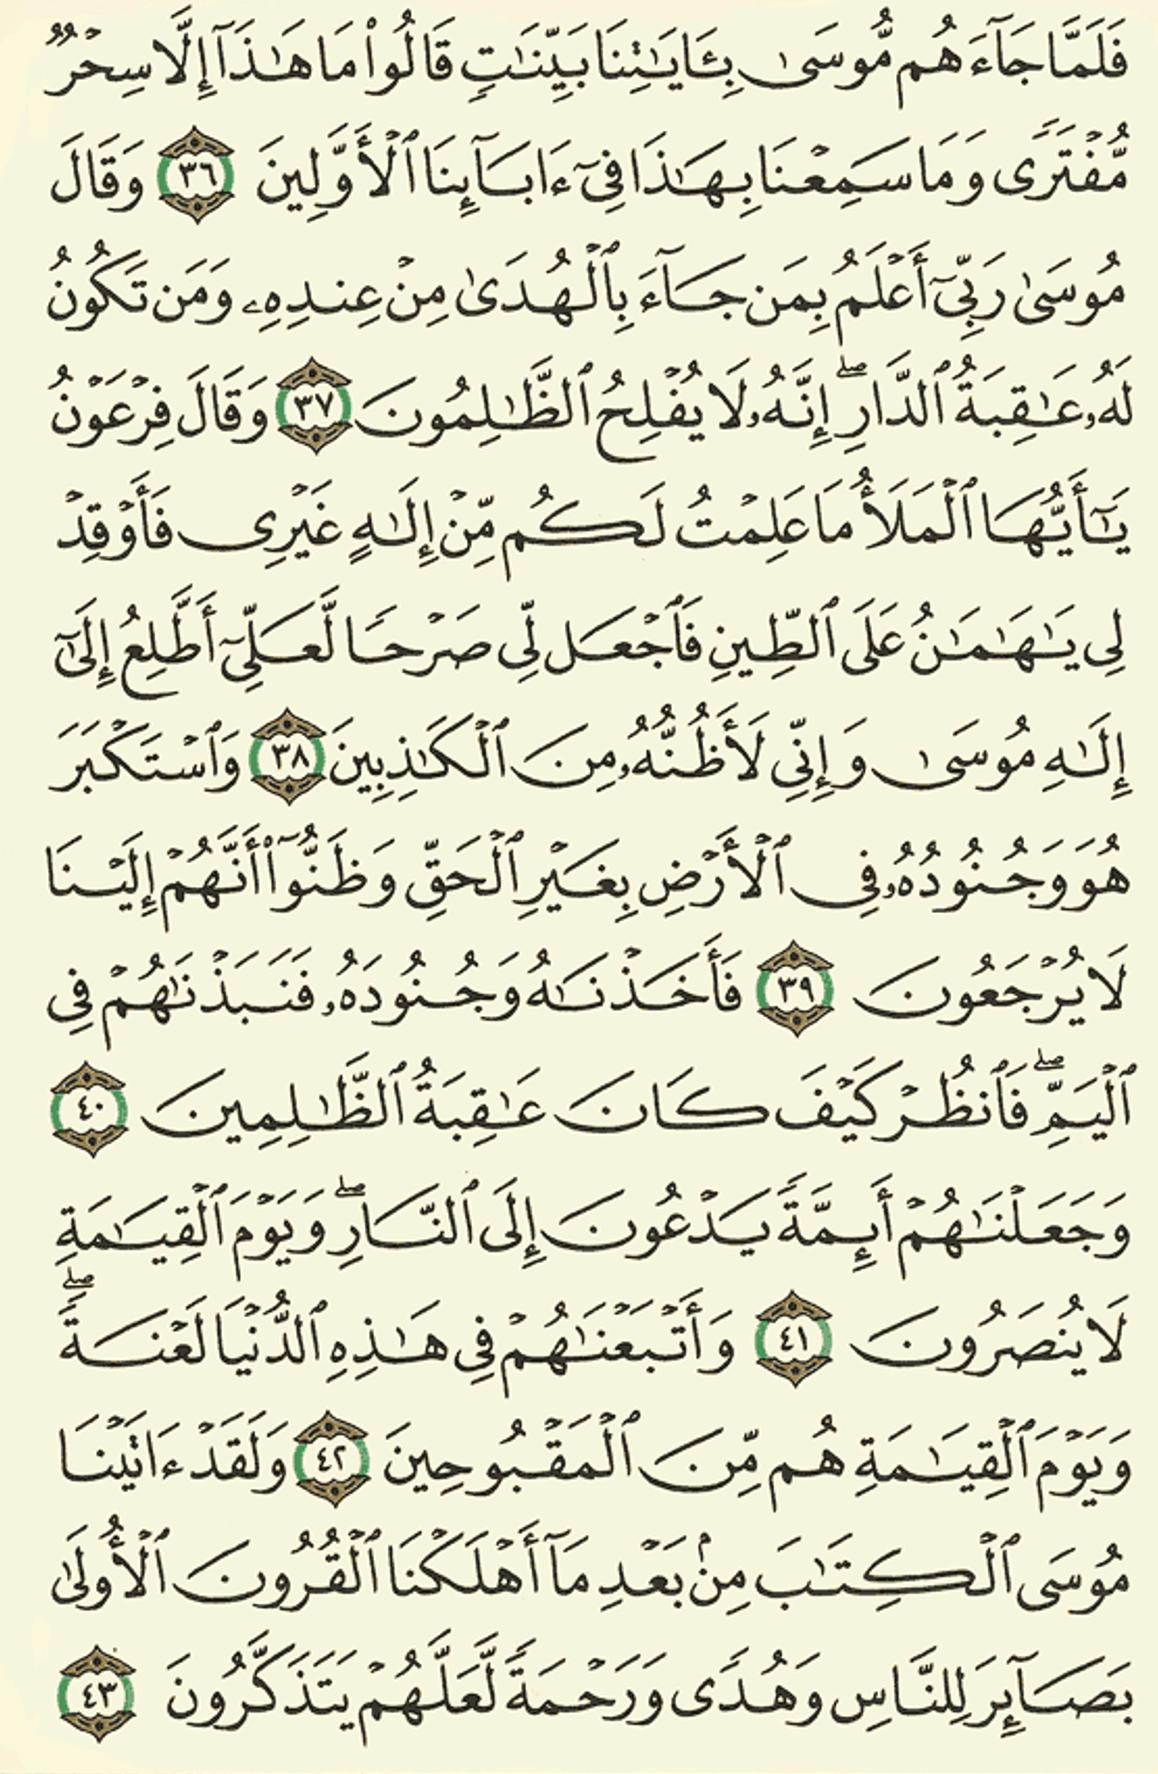 فَلَمَّا جَآءَهُم مُّوسَىٰ بِـَٔايَـٰتِنَا بَيِّنَـٰتٍ قَالُوا۟ مَا هَـٰذَآ إِلَّا سِحْرٌ
مُّفْتَرًى وَمَا سَمِعْنَا بِهَـٰذَا فِىٓ ءَابَآئِنَا ٱلْأَوَّلِينَ ٣٦ وَقَالَ
مُوسَىٰ رَبِّىٓ أَعْلَمُ بِمَن جَآءَ بِٱلْهُدَىٰ مِنْ عِندِهِۦ وَمَن تَكُونُ
لَهُۥ عَـٰقِبَةُ ٱلدَّارِ ۖ إِنَّهُۥ لَا يُفْلِحُ ٱلظَّـٰلِمُونَ ٣٧ وَقَالَ فِرْعَوْنُ
يَـٰٓأَيُّهَا ٱلْمَلَأُ مَا عَلِمْتُ لَكُم مِّنْ إِلَـٰهٍ غَيْرِى فَأَوْقِدْ
لِى يَـٰهَـٰمَـٰنُ عَلَى ٱلطِّينِ فَٱجْعَل لِّى صَرْحًا لَّعَلِّىٓ أَطَّلِعُ إِلَىٰٓ
إِلَـٰهِ مُوسَىٰ وَإِنِّى لَأَظُنُّهُۥ مِنَ ٱلْكَـٰذِبِينَ ٣٨ وَٱسْتَكْبَرَ
هُوَ وَجُنُودُهُۥ فِى ٱلْأَرْضِ بِغَيْرِ ٱلْحَقِّ وَظَنُّوٓا۟ أَنَّهُمْ إِلَيْنَا
لَا يُرْجَعُونَ ٣٩ فَأَخَذْنَـٰهُ وَجُنُودَهُۥ فَنَبَذْنَـٰهُمْ فِى
ٱلْيَمِّ ۖ فَٱنظُرْ كَيْفَ كَانَ عَـٰقِبَةُ ٱلظَّـٰلِمِينَ ٤٠
وَجَعَلْنَـٰهُمْ أَئِمَّةً يَدْعُونَ إِلَى ٱلنَّارِ ۖ وَيَوْمَ ٱلْقِيَـٰمَةِ
لَا يُنصَرُونَ ٤١ وَأَتْبَعْنَـٰهُمْ فِى هَـٰذِهِ ٱلدُّنْيَا لَعْنَةً ۖ
وَيَوْمَ ٱلْقِيَـٰمَةِ هُم مِّنَ ٱلْمَقْبُوحِينَ ٤٢ وَلَقَدْ ءَاتَيْنَا
مُوسَى ٱلْكِتَـٰبَ مِنۢ بَعْدِ مَآ أَهْلَكْنَا ٱلْقُرُونَ ٱلْأُولَىٰ
بَصَآئِرَ لِلنَّاسِ وَهُدًى وَرَحْمَةً لَّعَلَّهُمْ يَتَذَكَّرُونَ ٤٣